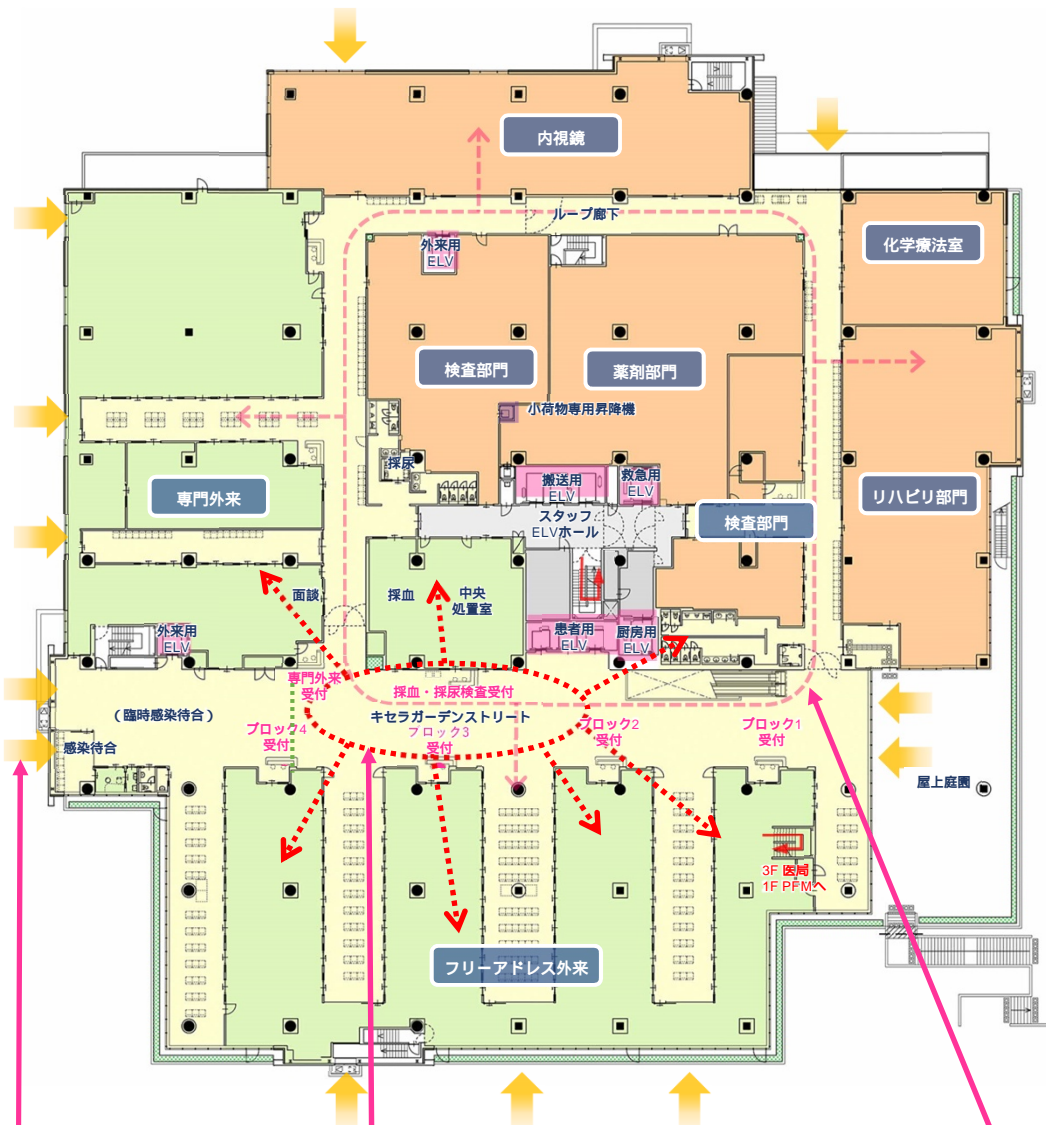 内視鏡
ループ廊下
外来用
ELV
化学療法室
検査部門
薬剤部門
小荷物専用昇降機
採尿
搬送用
ELV
救急用
ELV
専門外来
リハビリ部門
スタッフ
ELVホール
検査部門
面談
採血
中央
処置室
外来用
ELV
患者用
ELV
厨房用
ELV
専門外来
受付
採血・採尿検査受付
(臨時感染待合)
キセラガーデンストリート
ブロック4
受付
ブロック3
受付
ブロック2
受付
ブロック1
受付
感染待合
屋上庭園
3F 医局
1F PFMへ
フリーアドレス外来